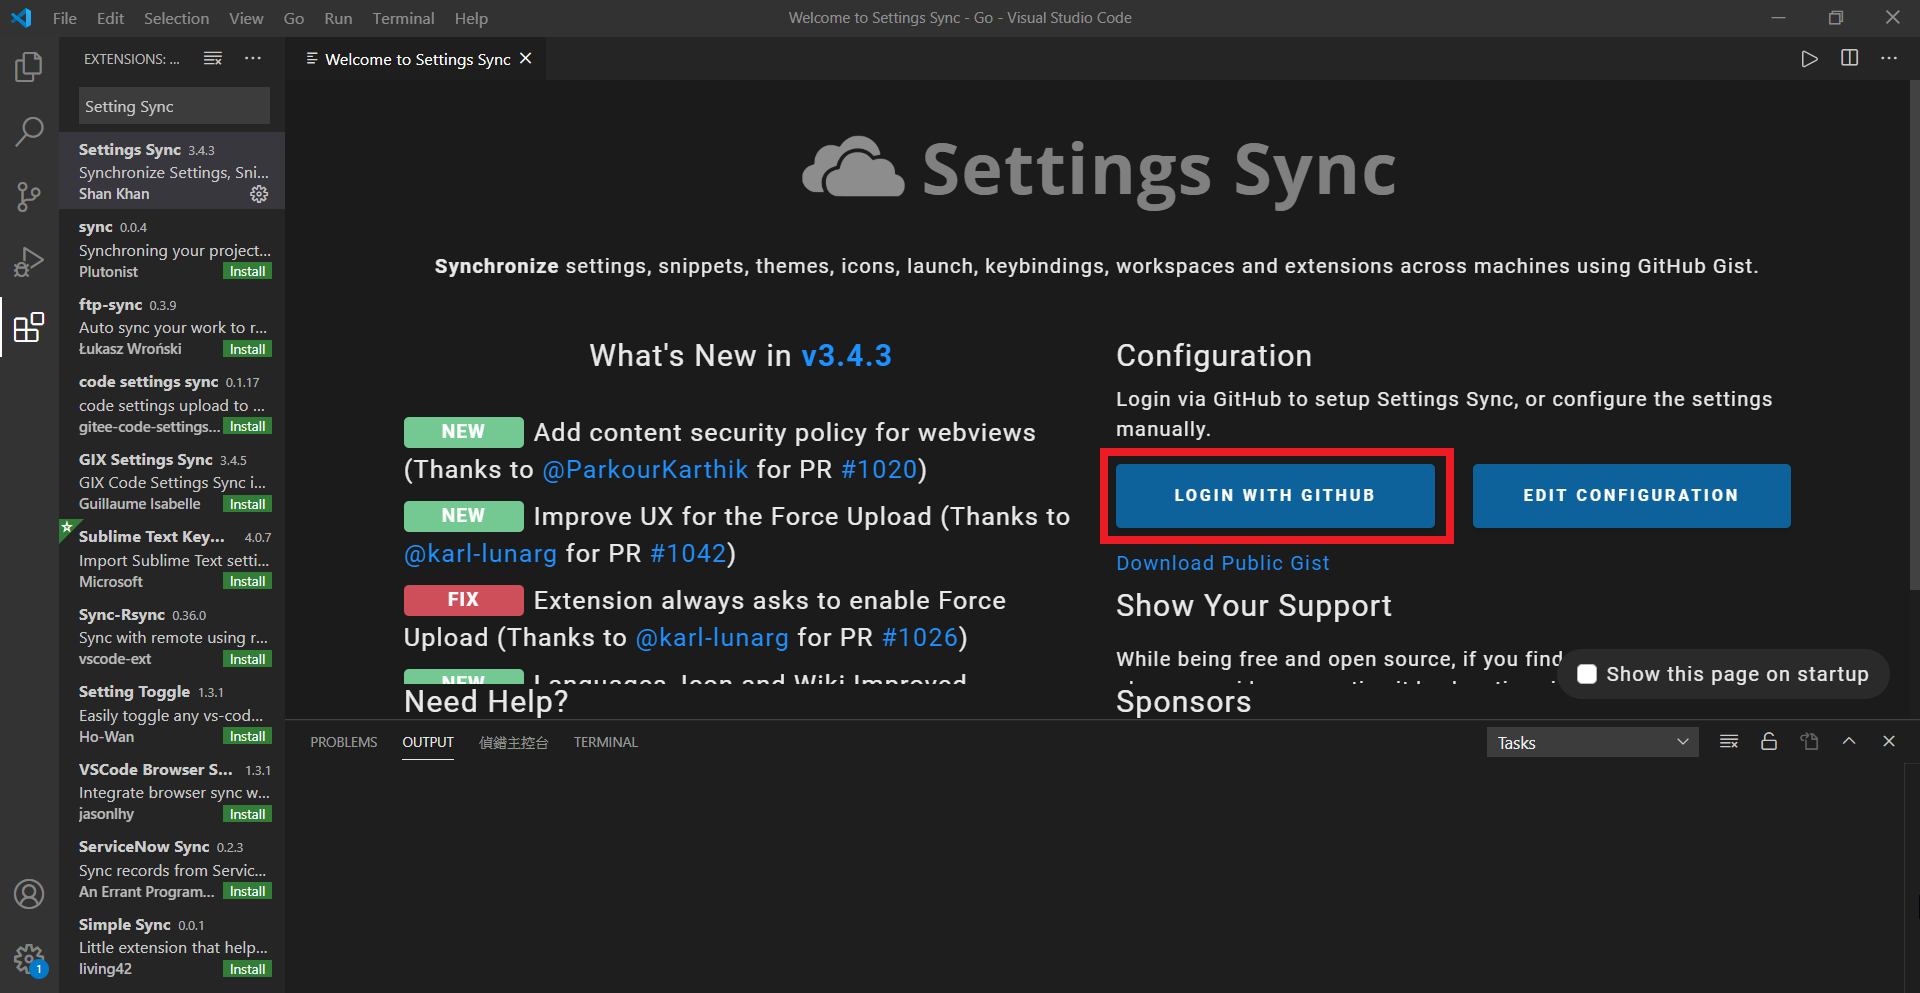 File Edit Selection View Go Run Terminal Help
Welcome to Settings Sync - Go - Visual Studio Code
EXTENSIONS: ...
Setting Sync
Settings Sync 3.4.3
Synchronize Settings, Sni...
Shan Khan
sync 0.0.4
Synchroning your project...
Plutonist Install
ftp-sync 0.3.9
Auto sync your work to r...
Łukasz Wroński Install
code settings sync 0.1.17
code settings upload to ...
gitee-code-settings... Install
GIX Settings Sync 3.4.5
GIX Code Settings Sync i...
Guillaume Isabelle Install
Sublime Text Key... 4.0.7
Import Sublime Text setti...
Microsoft Install
Sync-Rsync 0.36.0
Sync with remote using r...
vscode-ext Install
Setting Toggle 1.3.1
Easily toggle any vs-cod...
Ho-Wan Install
VSCode Browser S... 1.3.1
Integrate browser sync w...
jasonlhy Install
ServiceNow Sync 0.2.3
Sync records from Servic...
An Errant Program... Install
Simple Sync 0.0.1
Little extension that help...
living42 Install
1
Welcome to Settings Sync
Settings Sync
Synchronize settings, snippets, themes, icons, launch, keybindings, workspaces and extensions across machines using GitHub Gist.
What's New in v3.4.3
NEW Add content security policy for webviews
(Thanks to @ParkourKarthik for PR #1020)
NEW Improve UX for the Force Upload (Thanks to
@karl-lunarg for PR #1042)
FIX Extension always asks to enable Force
Upload (Thanks to @karl-lunarg for PR #1026)
NEW Languages, Icon and Wiki Improved
Need Help?
Configuration
Login via GitHub to setup Settings Sync, or configure the settings
manually.
LOGIN WITH GITHUB
EDIT CONFIGURATION
Download Public Gist
Show Your Support
While being free and open source, if you find
Show this page on startup
Sponsors
PROBLEMS OUTPUT 偵錯主控台 TERMINAL
Tasks